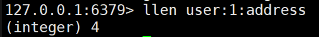 127.0.0.1:6379> llen user:1:address
(integer) 4